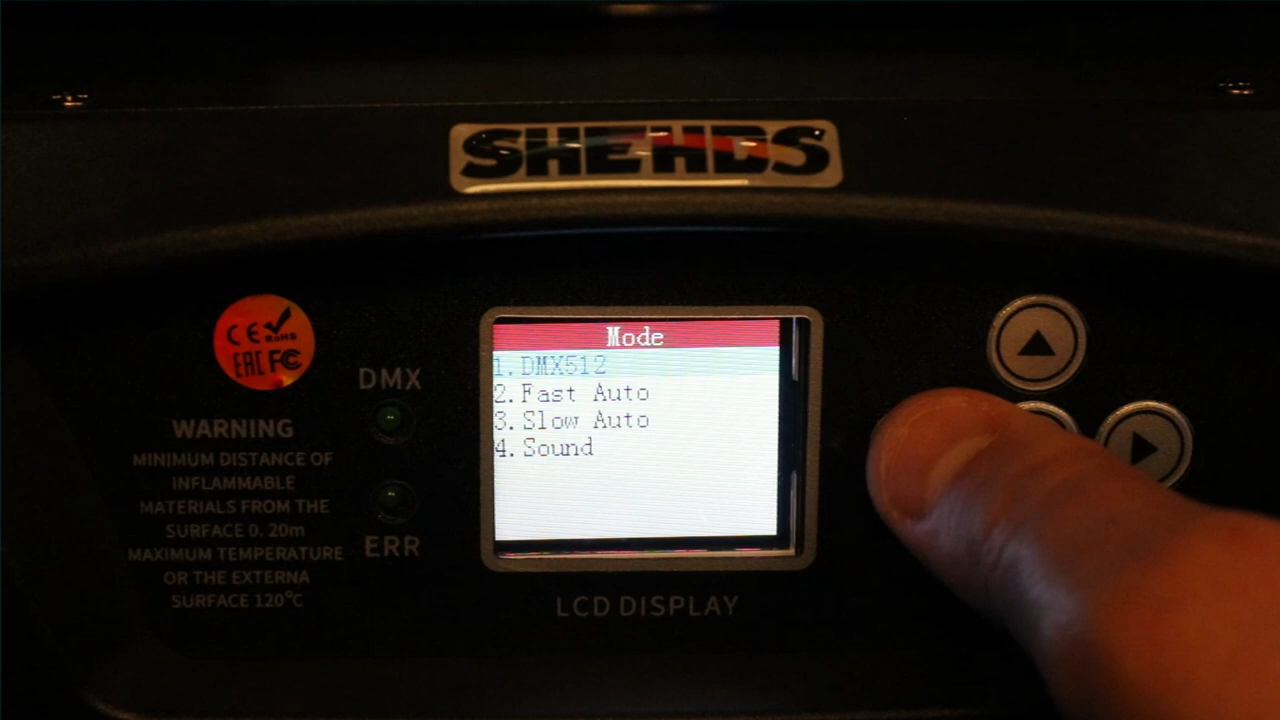 SHEHDS
CE RoHS
EAC FC
DMX
WARNING
MINIMUM DISTANCE OF
INFLAMMABLE
MATERIALS FROM THE
SURFACE 0. 20m
MAXIMUM TEMPERATURE
OR THE EXTERNA
SURFACE 120°C
ERR
Mode
1.DMX512
2.Fast Auto
3.Slow Auto
4.Sound
LCD DISPLAY